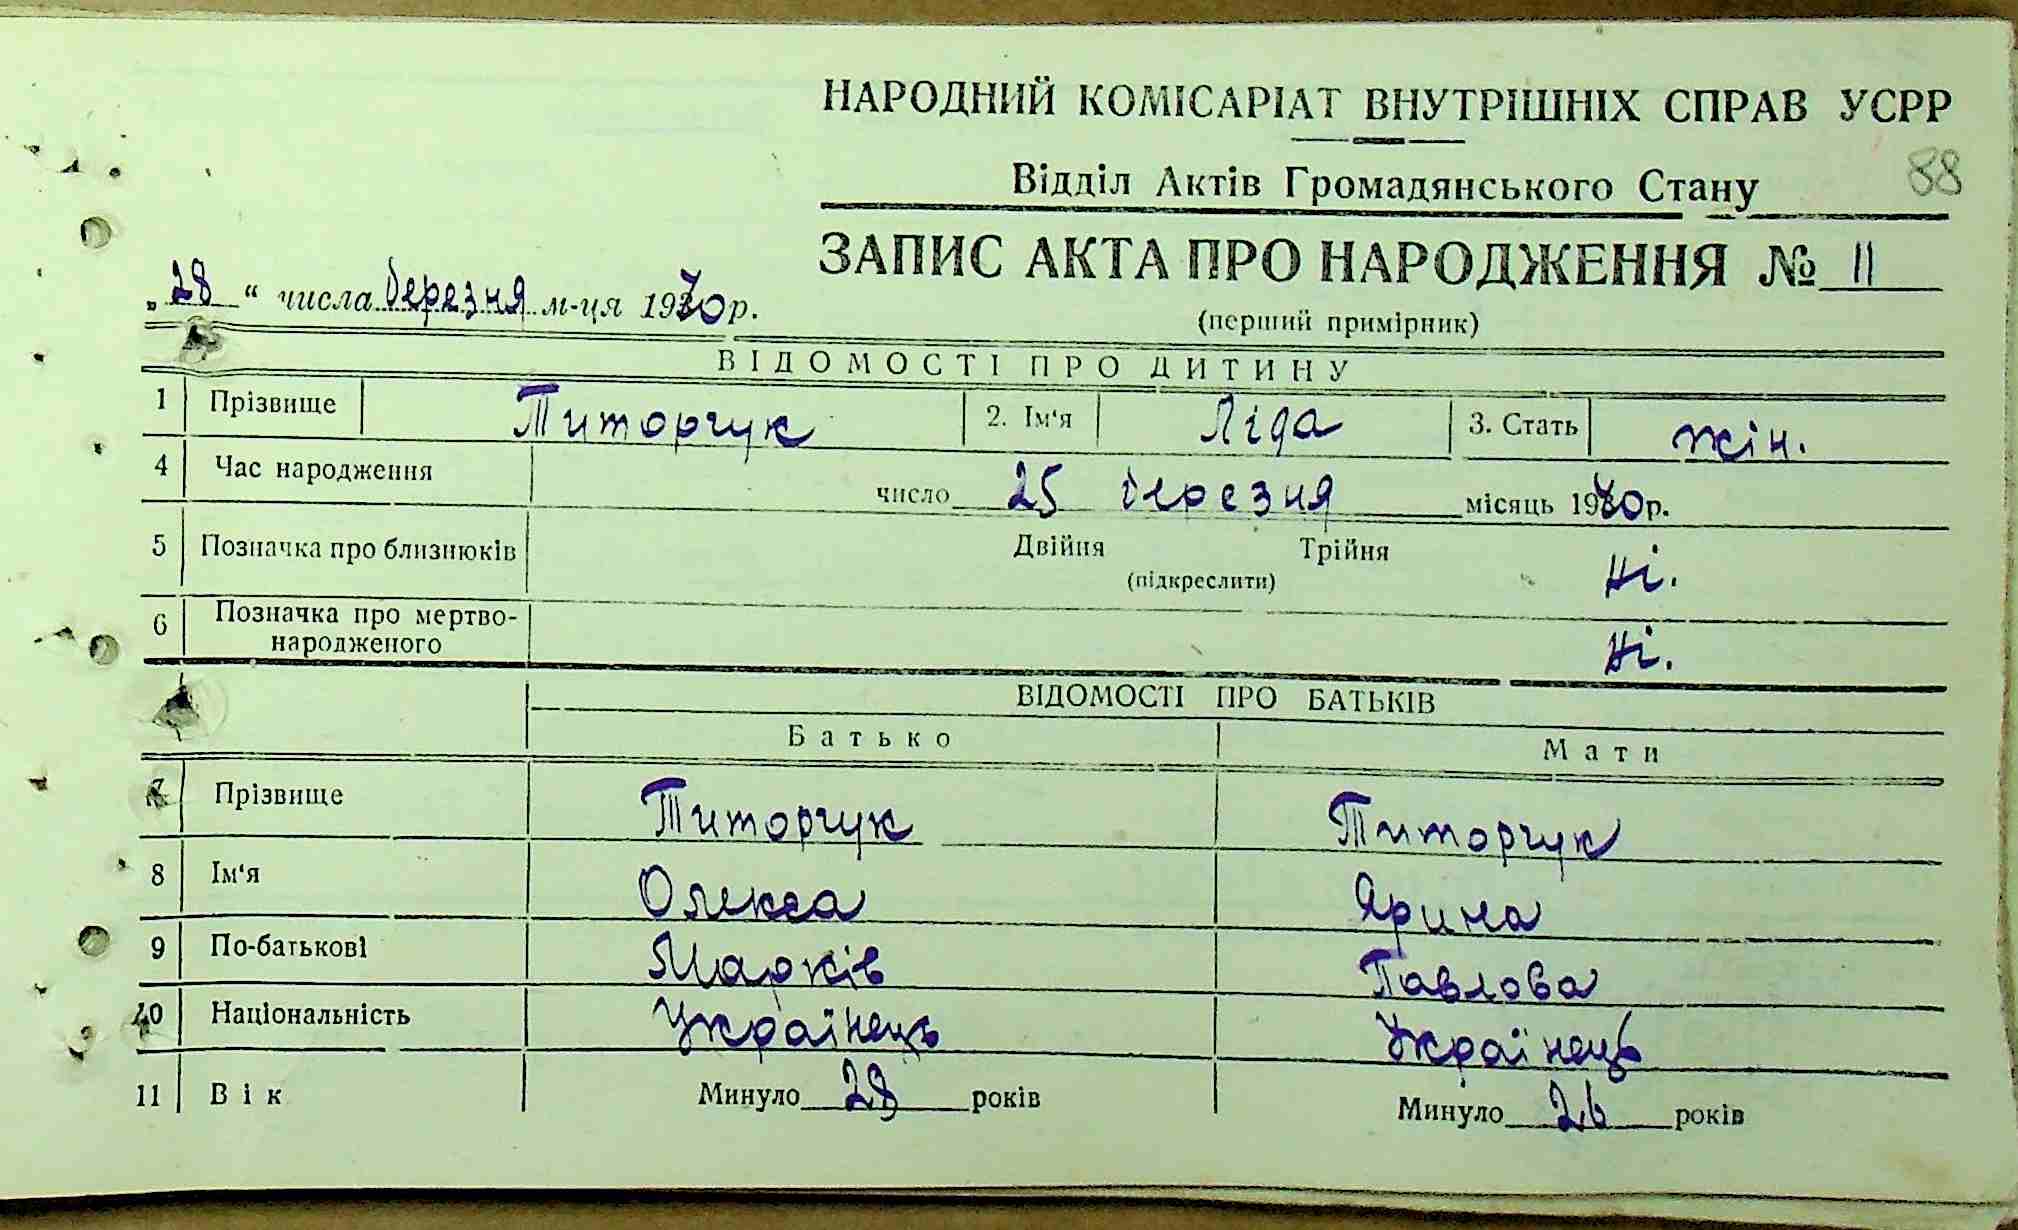 НАРОДНИЙ КОМІСАРІАТ ВНУТРІШНІХ СПРАВ УСРР
Відділ Актів Громадянського Стану 88
ЗАПИС АКТА ПРО НАРОДЖЕННЯ № 11
„28“ числа березня м-ця 1930 р.
(перший примірник)
ВІДОМОСТІ ПРО ДИТИНУ
1 Прізвище Титорчук 2. Ім'я Ліда 3. Стать жін.
4 Час народження число 25 березня місяць 1930 р.
5 Позначка про близнюків Двійня Трійня Ні.
(підкреслити)
6 Позначка про мертво-
народженого Ні.
ВІДОМОСТІ ПРО БАТЬКІВ
Батько Мати
7 Прізвище Титорчук Титорчук
8 Ім'я Олекса Ярина
9 По-батькові Марків Павлова
10 Національність Українець Українець
11 Вік Минуло 28 років Минуло 26 років